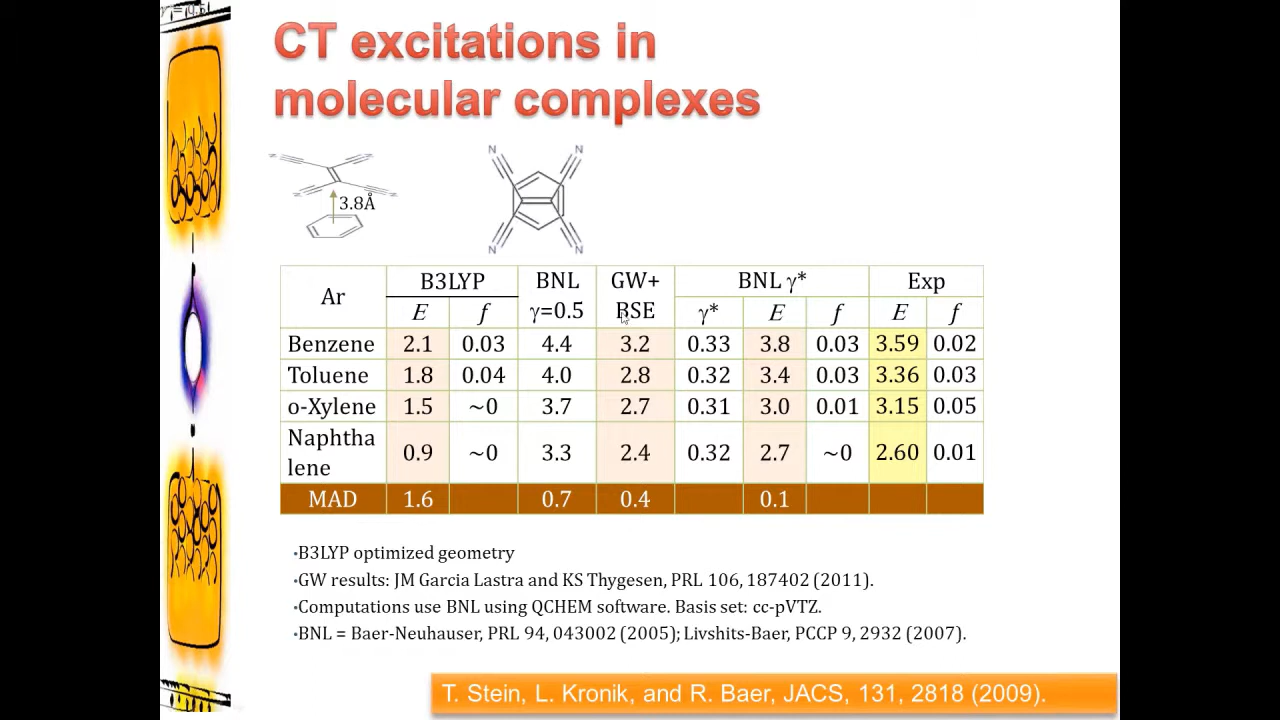 CT excitations in
molecular complexes
3.8Å
N N
N N
Ar B3LYP BNL GW+ BNL γ* Exp
E f γ=0.5 BSE γ* E f E f
Benzene 2.1 0.03 4.4 3.2 0.33 3.8 0.03 3.59 0.02
Toluene 1.8 0.04 4.0 2.8 0.32 3.4 0.03 3.36 0.03
o-Xylene 1.5 ~0 3.7 2.7 0.31 3.0 0.01 3.15 0.05
Naphtha
lene 0.9 ~0 3.3 2.4 0.32 2.7 ~0 2.60 0.01
MAD 1.6 0.7 0.4 0.1
•B3LYP optimized geometry
•GW results: JM Garcia Lastra and KS Thygesen, PRL 106, 187402 (2011).
•Computations use BNL using QCHEM software. Basis set: cc-pVTZ.
•BNL = Baer-Neuhauser, PRL 94, 043002 (2005); Livshits-Baer, PCCP 9, 2932 (2007).
T. Stein, L. Kronik, and R. Baer, JACS, 131, 2818 (2009).